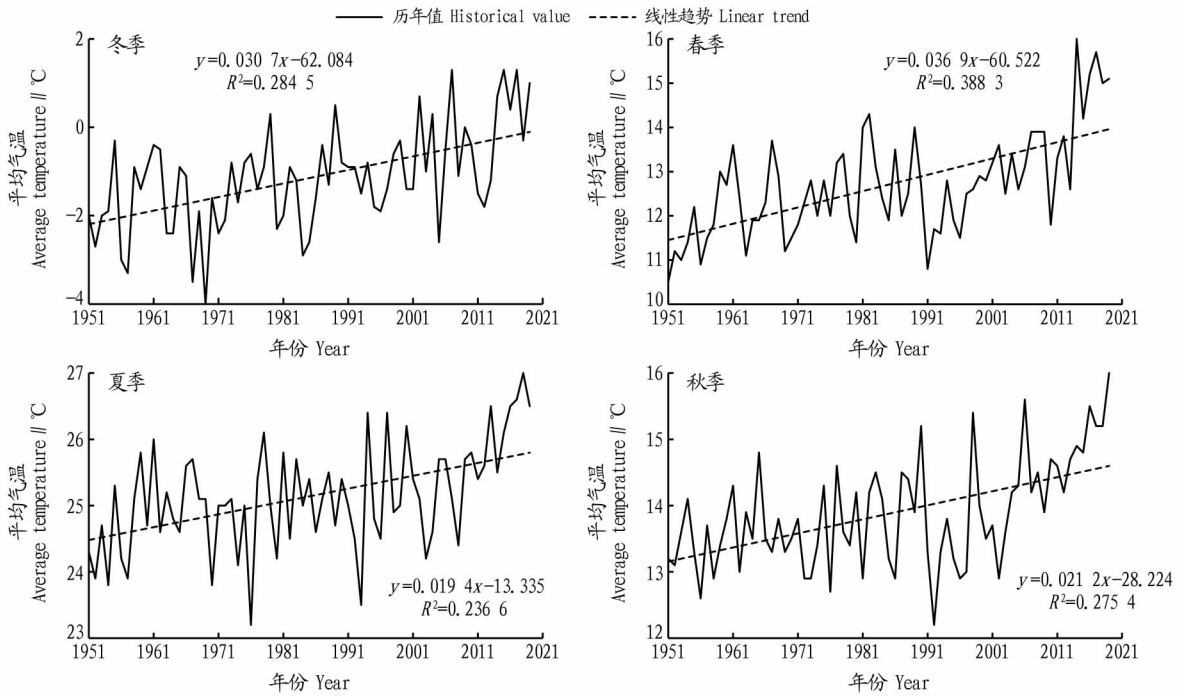 历年值 Historical value 线性趋势 Linear trend
冬季
y=0.030 7x−62.084
R²=0.284 5
2
0
−2
−4
平均气温
Average temperature∥℃
1951 1961 1971 1981 1991 2001 2011 2021
年份 Year
春季
y=0.036 9x−60.522
R²=0.388 3
16
15
14
13
12
11
10
平均气温
Average temperature∥℃
1951 1961 1971 1981 1991 2001 2011 2021
年份 Year
夏季
27
26
25
24
23
平均气温
Average temperature∥℃
y=0.019 4x−13.335
R²=0.236 6
1951 1961 1971 1981 1991 2001 2011 2021
年份 Year
秋季
16
15
14
13
12
平均气温
Average temperature∥℃
y=0.021 2x−28.224
R²=0.275 4
1951 1961 1971 1981 1991 2001 2011 2021
年份 Year